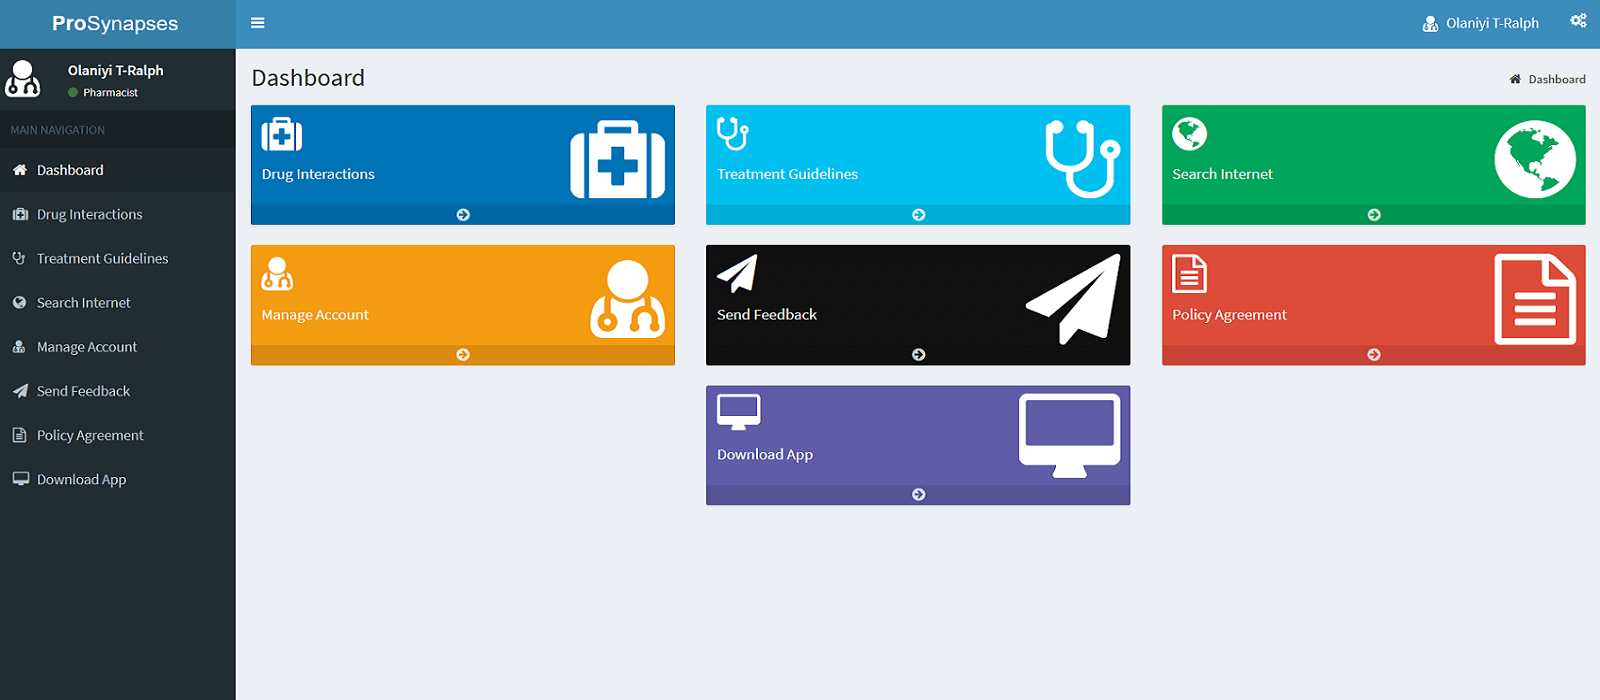 ProSynapses
Olaniyi T-Ralph
Olaniyi T-Ralph
Pharmacist
MAIN NAVIGATION
Dashboard
Drug Interactions
Treatment Guidelines
Search Internet
Manage Account
Send Feedback
Policy Agreement
Download App
Dashboard
Dashboard
Drug Interactions
Treatment Guidelines
Search Internet
Manage Account
Send Feedback
Policy Agreement
Download App